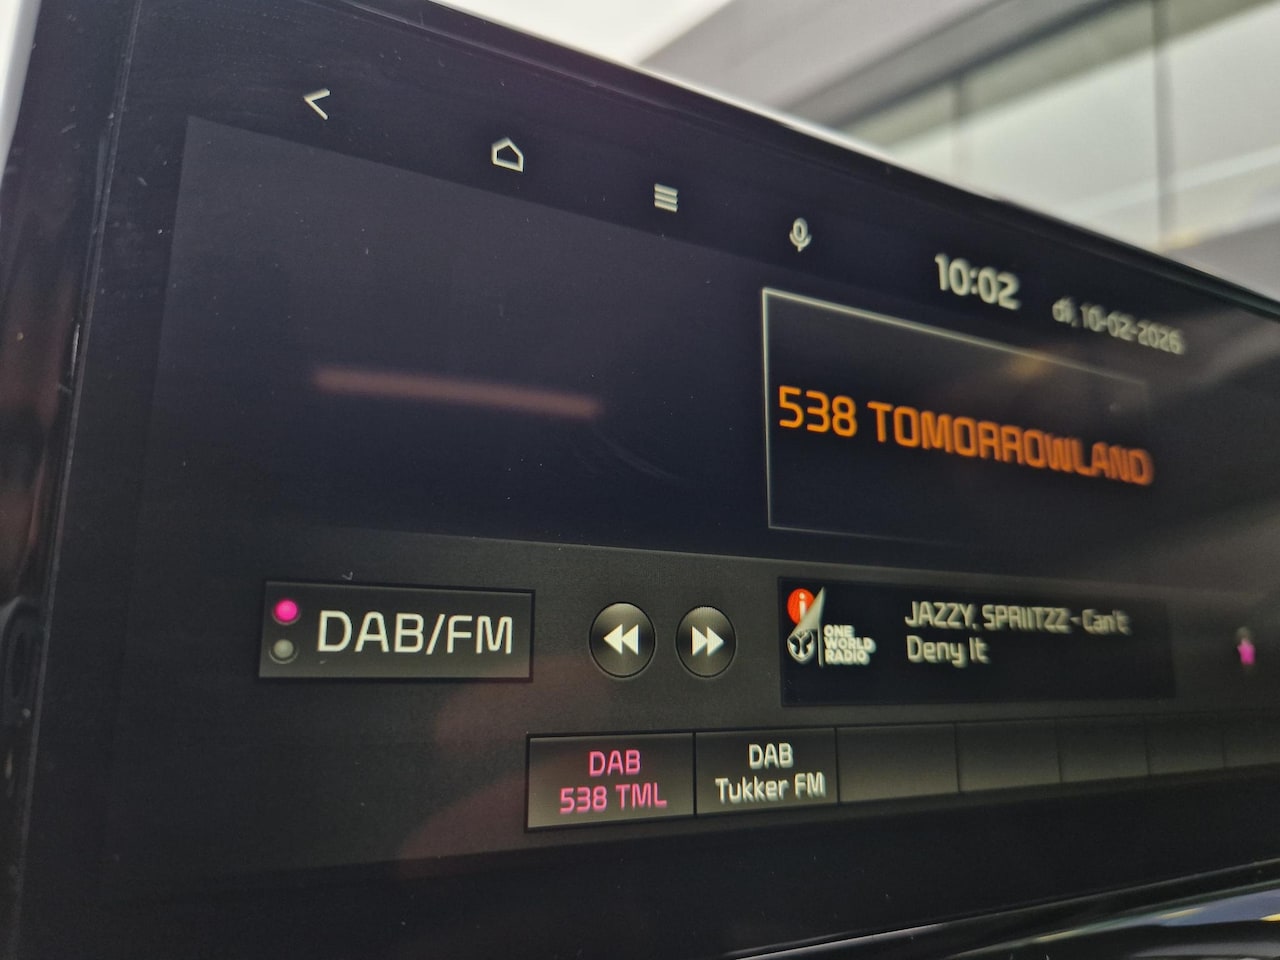 10:02
di, 10-02-2026
538 TOMORROWLAND
DAB/FM
i
ONE
WORLD
RADIO
JAZZY, SPRIITZZ - Can't
Deny It
DAB
538 TML
DAB
Tukker FM